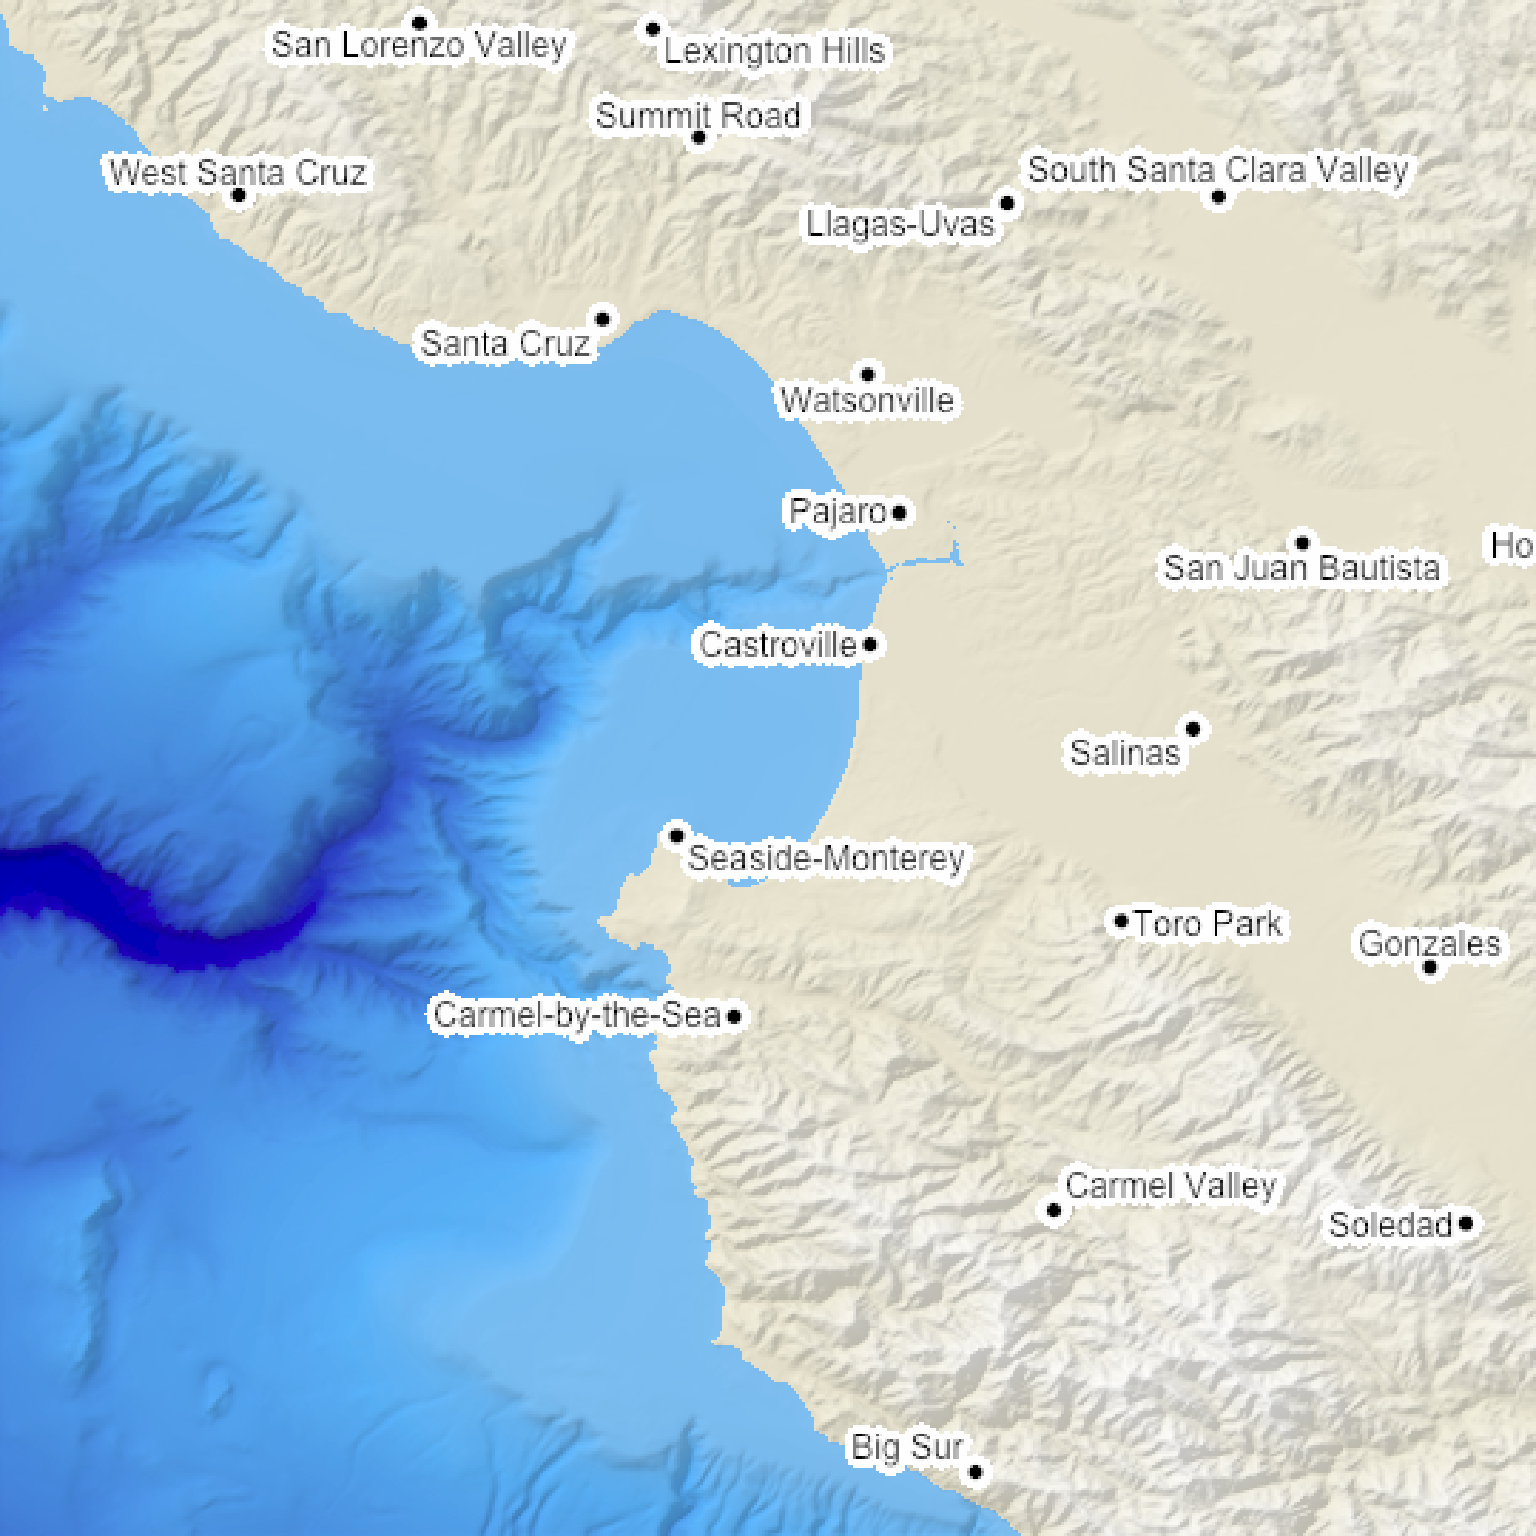 San Lorenzo Valley
Lexington Hills
Summit Road
West Santa Cruz
South Santa Clara Valley
Llagas-Uvas
Santa Cruz
Watsonville
Pajaro
Ho
San Juan Bautista
Castroville
Salinas
Seaside-Monterey
Toro Park
Gonzales
Carmel-by-the-Sea
Carmel Valley
Soledad
Big Sur